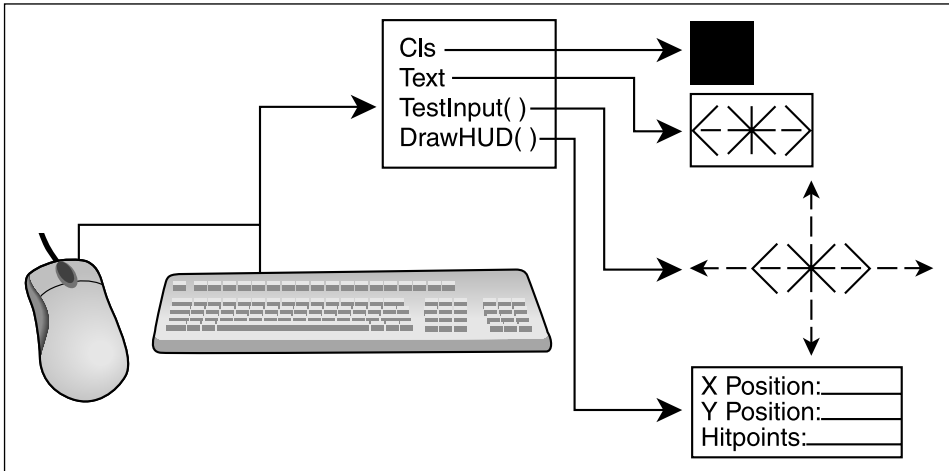 Cls
Text
TestInput( )
DrawHUD( )
X Position:
Y Position:
Hitpoints: